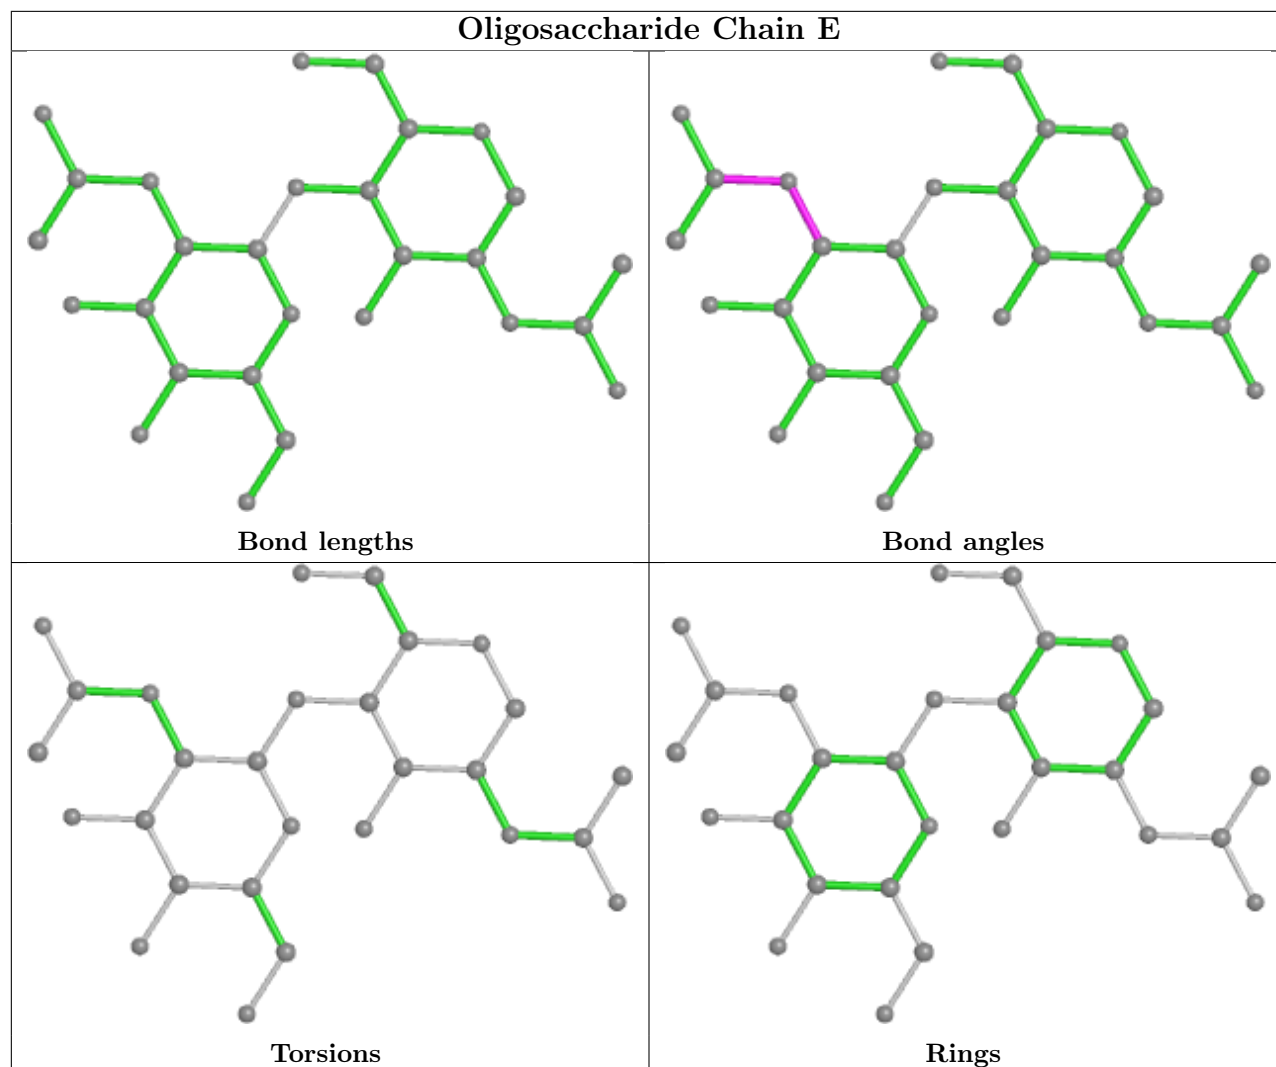 Oligosaccharide Chain E
Bond lengths
Bond angles
Torsions
Rings